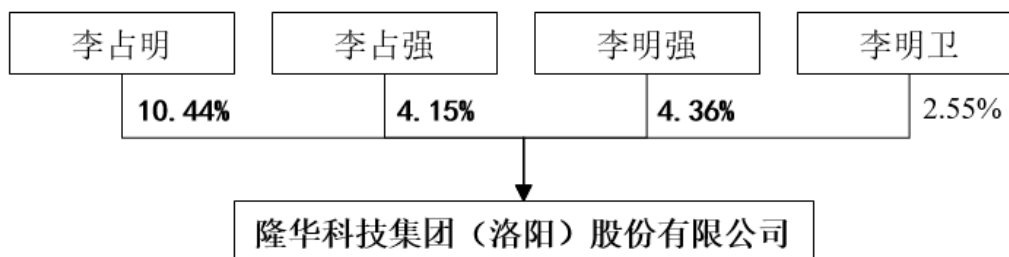 李占明 李占强 李明强 李明卫
10.44% 4.15% 4.36% 2.55%
隆华科技集团（洛阳）股份有限公司